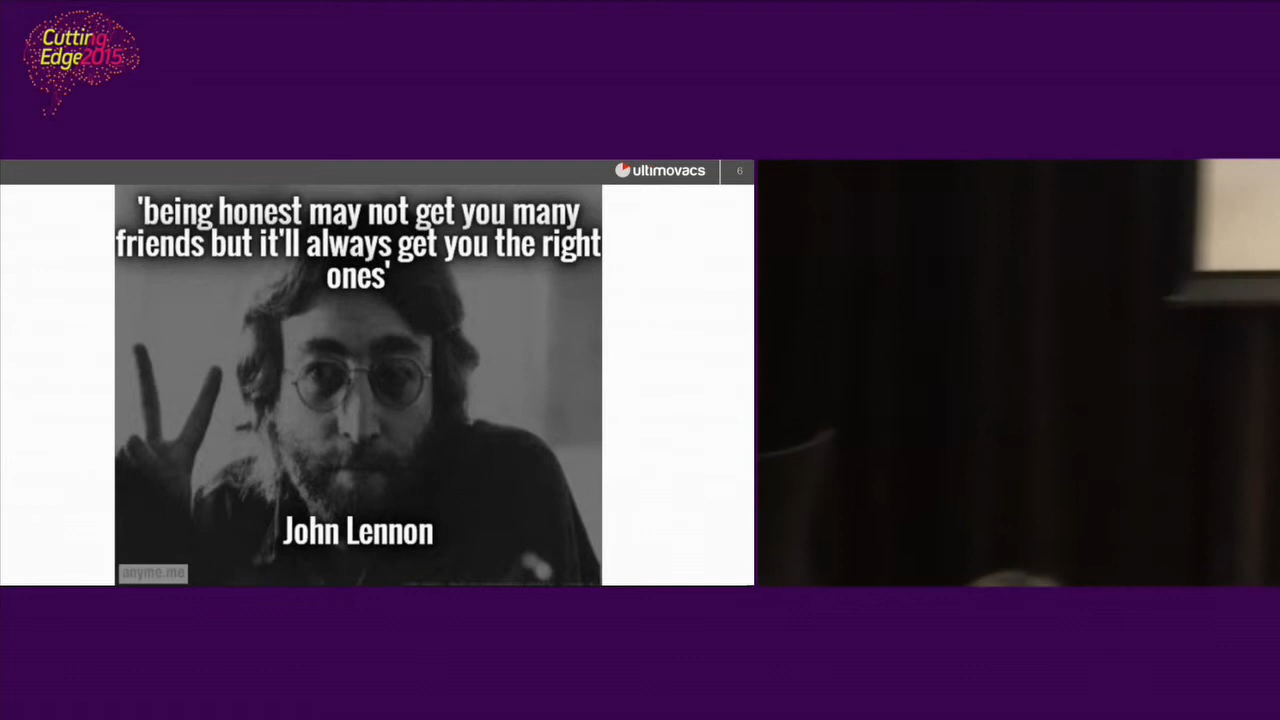 Cutting
Edge2015
ultimovacs
6
'being honest may not get you many
friends but it'll always get you the right
ones'
John Lennon
anyme.me